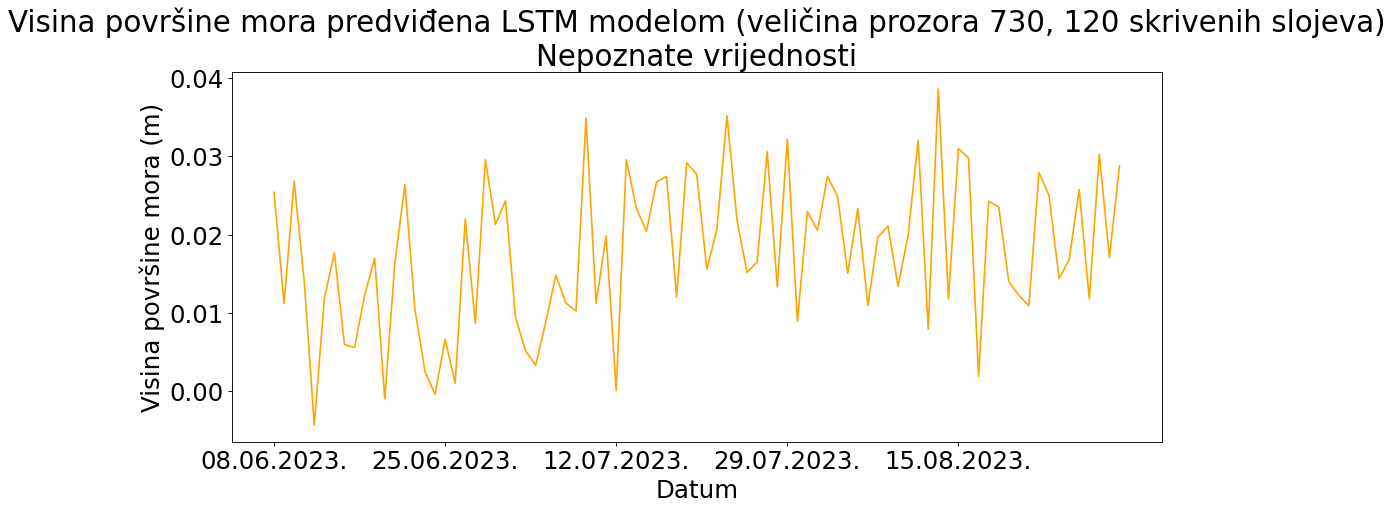 Visina površine mora predviđena LSTM modelom (veličina prozora 730, 120 skrivenih slojeva)
Nepoznate vrijednosti
Visina površine mora (m)
0.04
0.03
0.02
0.01
0.00
08.06.2023. 25.06.2023. 12.07.2023. 29.07.2023. 15.08.2023.
Datum